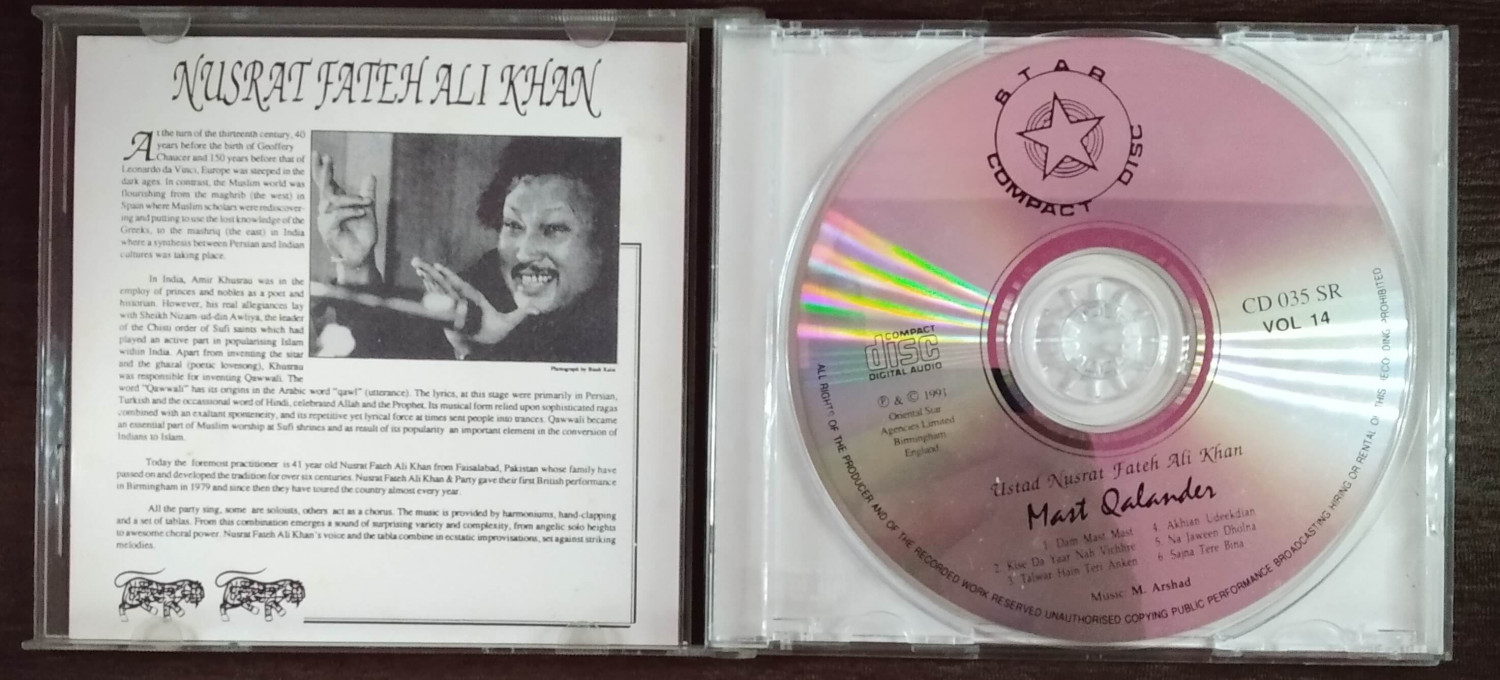 NUSRAT FATEH ALI KHAN
At the turn of the thirteenth century, 40
years before the birth of Geoffery
Chaucer and 150 years before that of
Leonardo da Vinci, Europe was steeped in the
dark ages. In contrast, the Muslim world was
flourishing from the maghrib (the west) in
Spain where Muslim scholars were rediscover-
ing and putting to use the lost knowledge of the
Greeks, to the mashriq (the east) in India
where a synthesis between Persian and Indian
cultures was taking place.
In India, Amir Khusrau was in the
employ of princes and nobles as a poet and
historian. However, his real allegiances lay
with Sheikh Nizam-ud-din Awliya, the leader
of the Chisti order of Sufi saints which had
played an active part in popularising Islam
within India. Apart from inventing the sitar
and the ghazal (poetic lovesong), Khusrau
was responsible for inventing Qawwali. The
word "Qawwali" has its origins in the Arabic word "qawl" (utterance). The lyrics, at this stage were primarily in Persian,
Turkish and the occassional word of Hindi, celebrated Allah and the Prophet. Its musical form relied upon sophisticated ragas
combined with an exaltant sponteneity, and its repetitive yet lyrical force at times sent people into trances. Qawwali became
an essential part of Muslim worship at Sufi shrines and as result of its popularity an important element in the conversion of
Indians to Islam.
Today the foremost practitioner is 41 year old Nusrat Fateh Ali Khan from Faisalabad, Pakistan whose family have
passed on and developed the tradition for over six centuries. Nusrat Fateh Ali Khan & Party gave their first British performance
in Birmingham in 1979 and since then they have toured the country almost every year.
All the party sing, some are soloists, others act as a chorus. The music is provided by harmoniums, hand-clapping
and a set of tablas. From this combination emerges a sound of surprising variety and complexity, from angelic solo heights
to awesome choral power. Nusrat Fateh Ali Khan's voice and the tabla combine in ecstatic improvisations, set against striking
melodies.
Photograph by
STAR
COMPACT DISC
CD 035 SR
VOL 14
COMPACT
disc
DIGITAL AUDIO
℗ & © 1991
Oriental Star
Agencies Limited
Birmingham
England
Ustad Nusrat Fateh Ali Khan
Mast Qalander
1. Dam Mast Mast
2. Kise Da Yaar Nah Vichhre
3. Talwar Hain Teri Anken
4. Akhian Udeekdian
5. Na Jaween Dholna
6 Sajna Tere Bina
Music: M. Arshad
ALL RIGHTS OF THE PRODUCER AND OF THE RECORDED WORK RESERVED UNAUTHORISED COPYING PUBLIC PERFORMANCE BROADCASTING HIRING OR RENTAL OF THIS RECORDING PROHIBITED